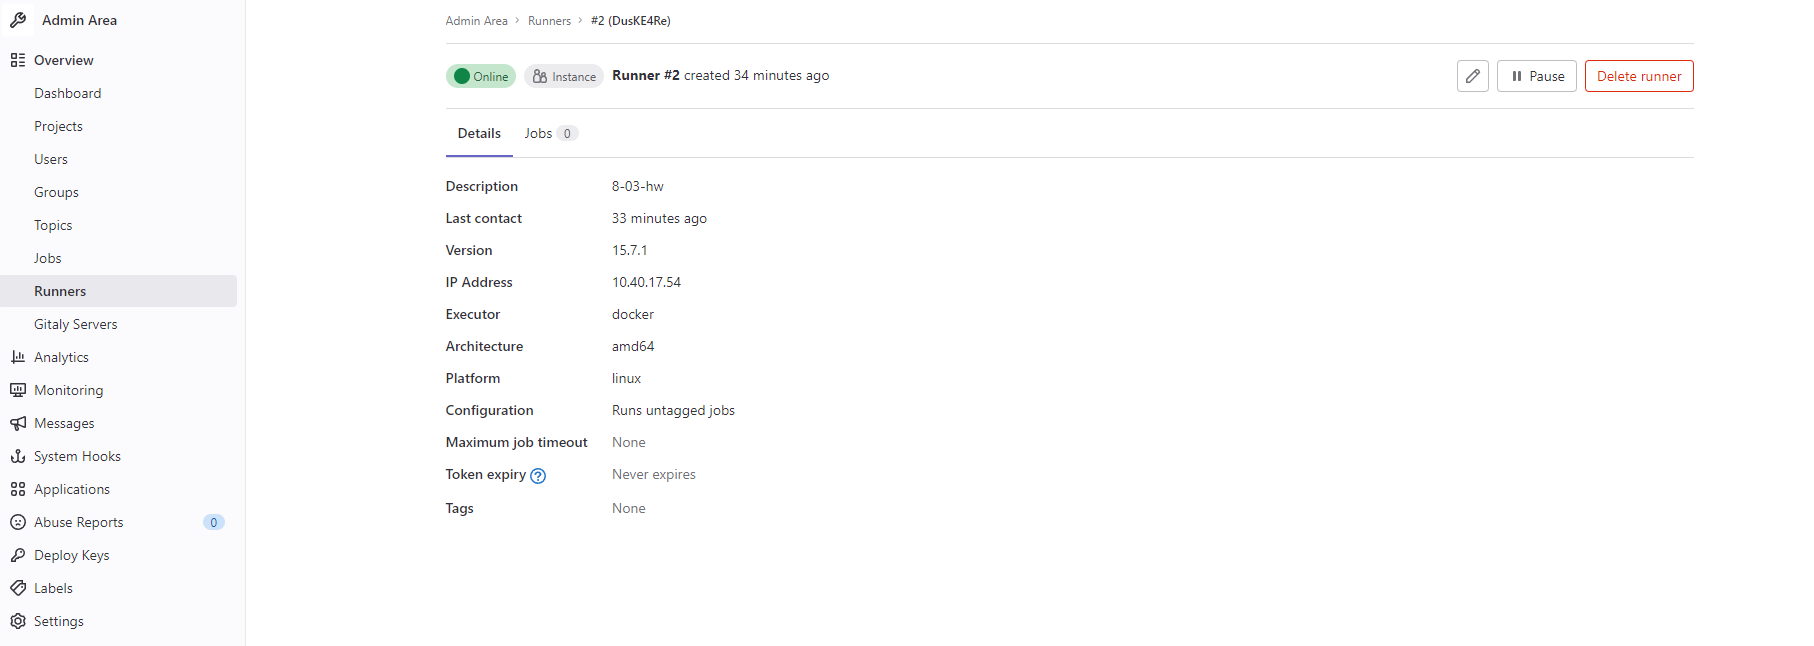 Admin Area
Overview
Dashboard
Projects
Users
Groups
Topics
Jobs
Runners
Gitaly Servers
Analytics
Monitoring
Messages
System Hooks
Applications
Abuse Reports 0
Deploy Keys
Labels
Settings
Admin Area > Runners > #2 (DusKE4Re)
Online Instance Runner #2 created 34 minutes ago Pause Delete runner
Details Jobs 0
Description 8-03-hw
Last contact 33 minutes ago
Version 15.7.1
IP Address 10.40.17.54
Executor docker
Architecture amd64
Platform linux
Configuration Runs untagged jobs
Maximum job timeout None
Token expiry ? Never expires
Tags None